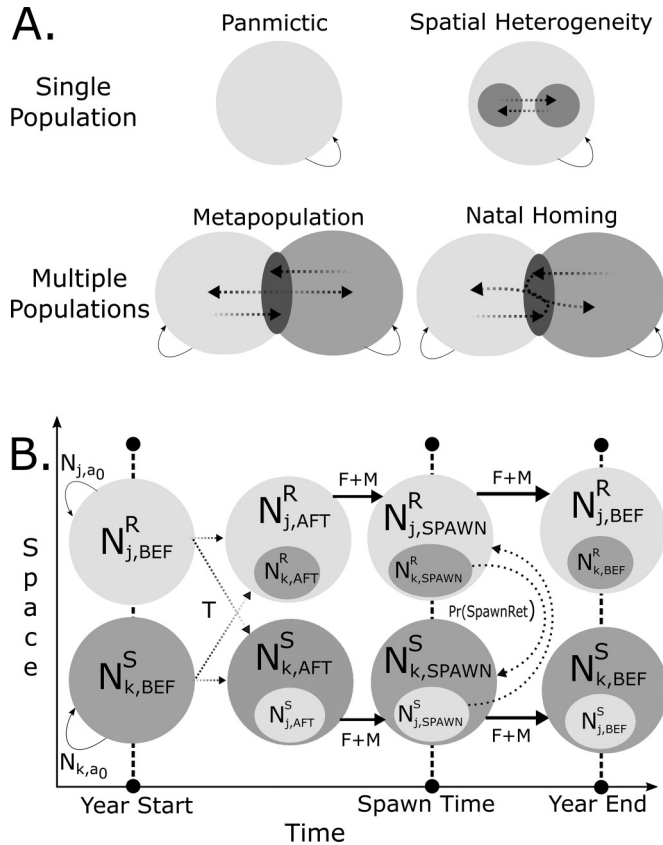 A.
Panmictic
Spatial Heterogeneity
Single
Population
Metapopulation
Natal Homing
Multiple
Populations
B.
N_{j,a_0}
F+M
F+M
N^R_{j,BEF}
N^R_{j,AFT}
N^R_{j,SPAWN}
N^R_{j,BEF}
N^R_{k,AFT}
N^R_{k,SPAWN}
N^R_{k,BEF}
Space
T
Pr(SpawnRet)
N^S_{k,BEF}
N^S_{k,AFT}
N^S_{k,SPAWN}
N^S_{k,BEF}
N^S_{j,AFT}
N^S_{j,SPAWN}
N^S_{j,BEF}
F+M
F+M
N_{k,a_0}
Year Start
Spawn Time
Year End
Time